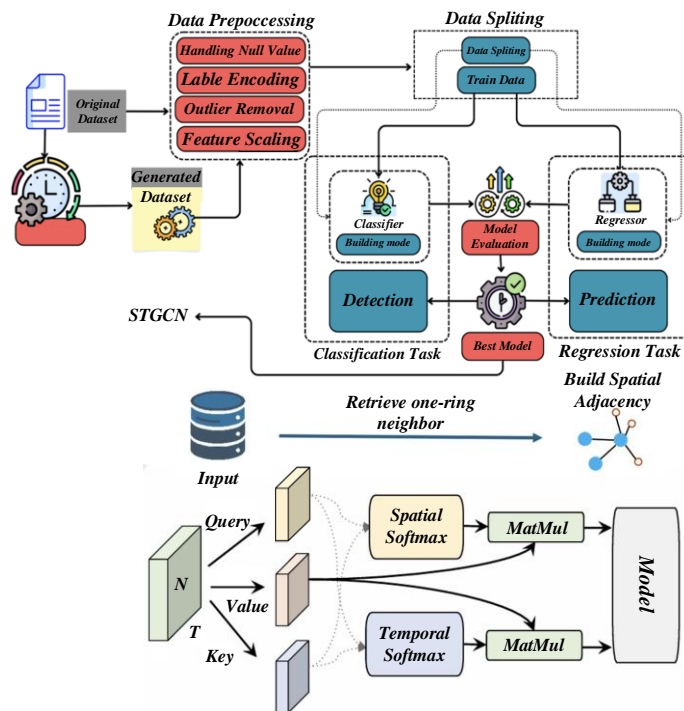 Data Prepoccessing
Handling Null Value
Lable Encoding
Outlier Removal
Feature Scaling
Original
Dataset
Generated
Dataset
Data Spliting
Data Spliting
Train Data
Classifier
Building mode
Model
Evaluation
Regressor
Building mode
Detection
Prediction
Best Model
Classification Task
Regression Task
STGCN
Build Spatial
Adjacency
Retrieve one-ring
neighbor
Input
Query
Spatial
Softmax
MatMul
N
T
Value
Model
Key
Temporal
Softmax
MatMul